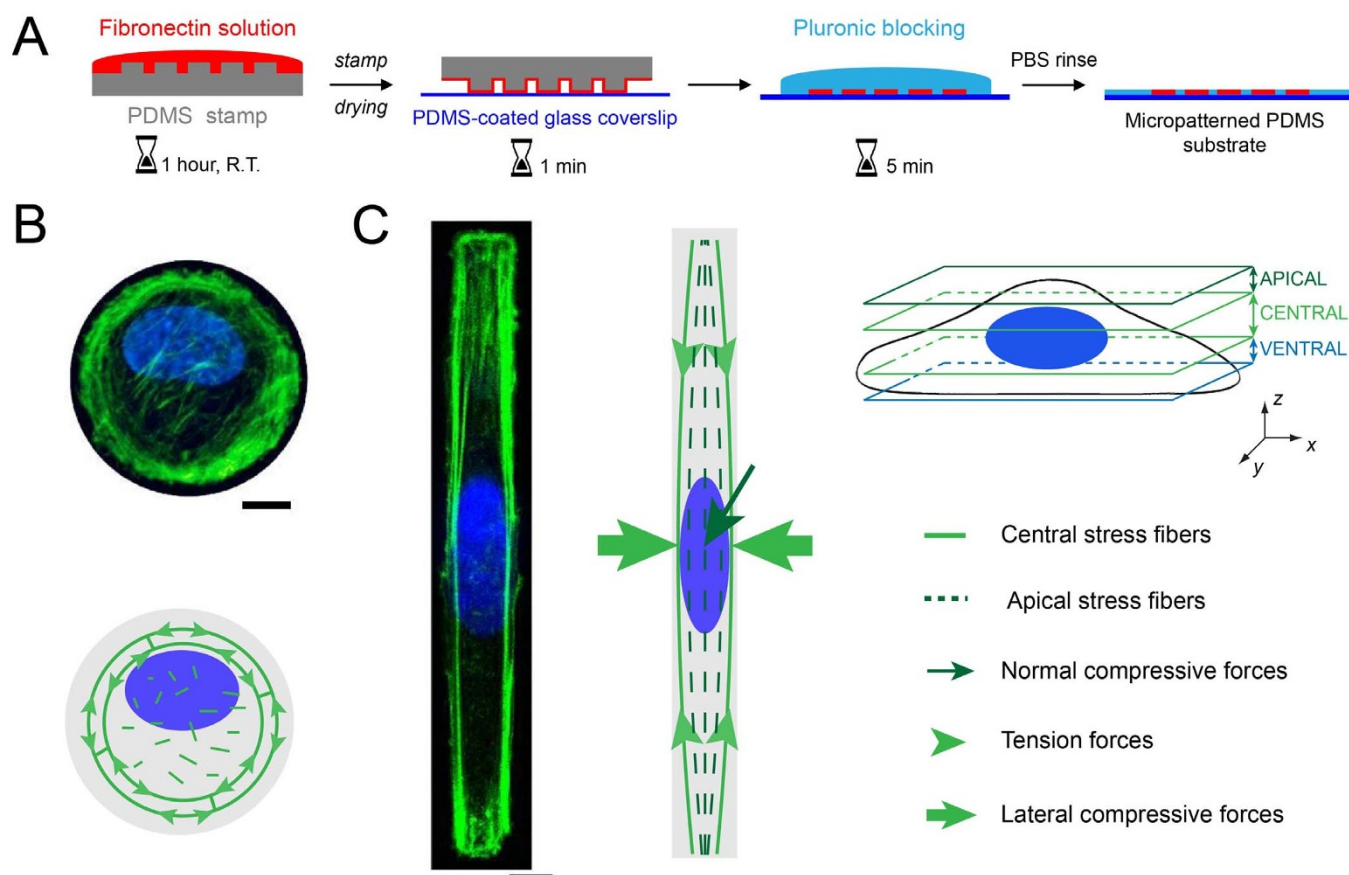 A
Fibronectin solution
PDMS stamp
1 hour, R.T.
stamp
drying
PDMS-coated glass coverslip
1 min
Pluronic blocking
5 min
PBS rinse
Micropatterned PDMS
substrate
B
C
APICAL
CENTRAL
VENTRAL
z
x
y
Central stress fibers
Apical stress fibers
Normal compressive forces
Tension forces
Lateral compressive forces